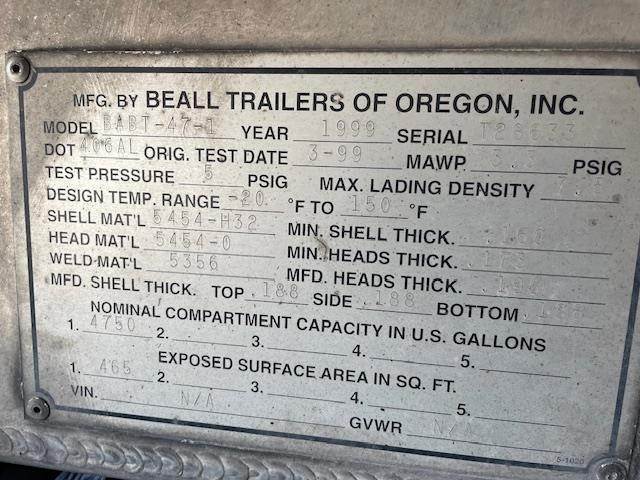 MFG. BY BEALL TRAILERS OF OREGON, INC.
MODEL BABT-47-1 YEAR 1999 SERIAL
DOT 406AL ORIG. TEST DATE 3-99 MAWP PSIG
TEST PRESSURE 5 PSIG MAX. LADING DENSITY
DESIGN TEMP. RANGE -20 °F TO 150 °F
SHELL MAT'L 5454-H32 MIN. SHELL THICK.
HEAD MAT'L 5454-0 MIN. HEADS THICK.
WELD MAT'L 5356 MFD. HEADS THICK.
MFD. SHELL THICK. TOP .188 SIDE .188 BOTTOM
NOMINAL COMPARTMENT CAPACITY IN U.S. GALLONS
1. 4750 2. 3. 4. 5.
EXPOSED SURFACE AREA IN SQ. FT.
1. 465 2. 3. 4. 5.
VIN. N/A GVWR N/A
5-1020